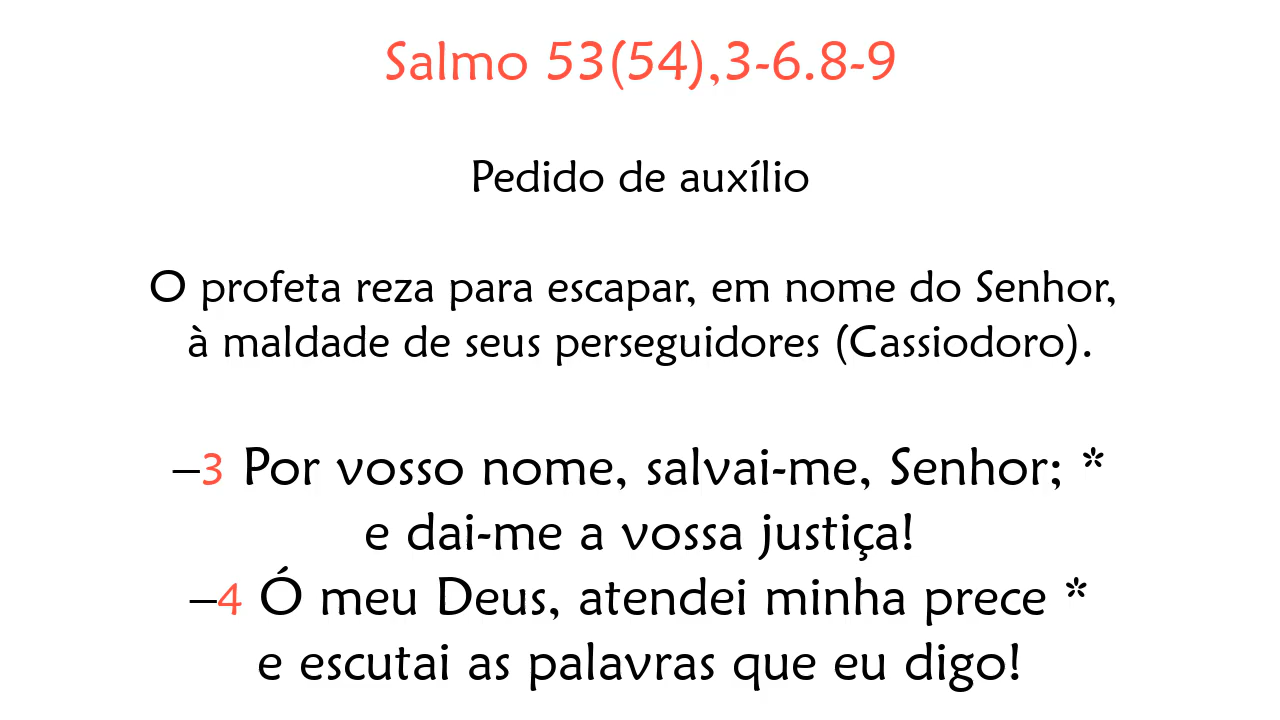 Salmo 53(54),3-6.8-9
Pedido de auxílio
O profeta reza para escapar, em nome do Senhor,
à maldade de seus perseguidores (Cassiodoro).
–3 Por vosso nome, salvai-me, Senhor; *
e dai-me a vossa justiça!
–4 Ó meu Deus, atendei minha prece *
e escutai as palavras que eu digo!